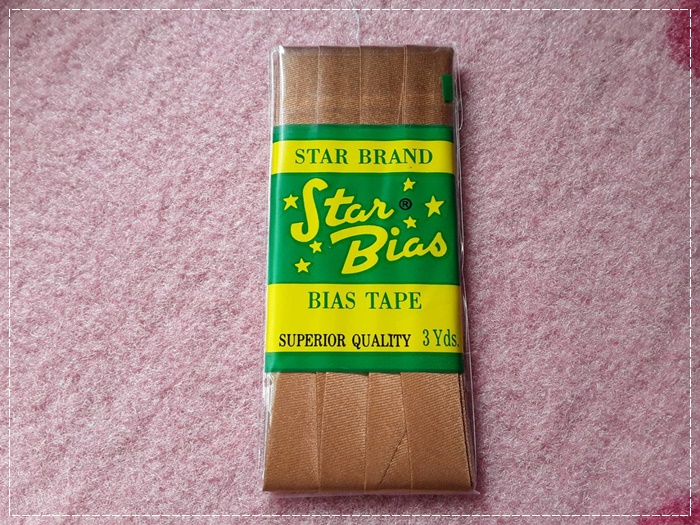 STAR BRAND
Star ®
Bias
BIAS TAPE
SUPERIOR QUALITY 3 Yds.